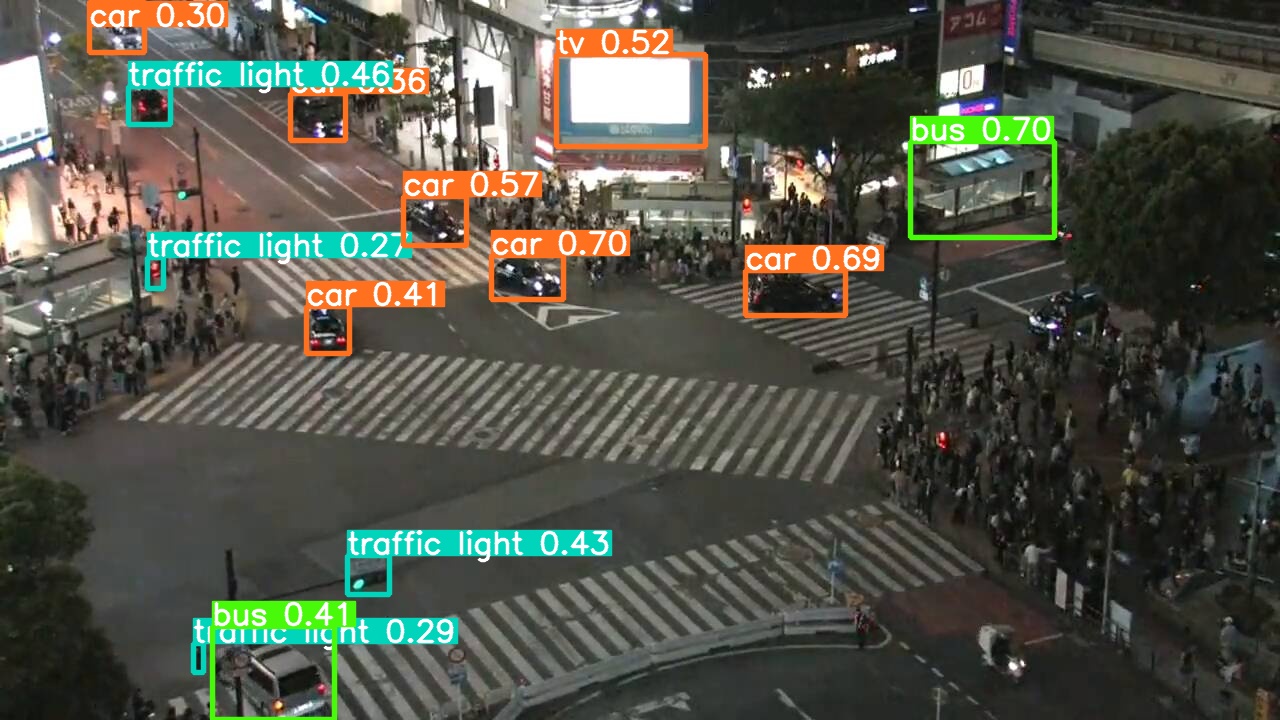 car 0.30
tv 0.52
traffic light 0.46
car 0.36
アコム
bus 0.70
car 0.57
traffic light 0.27
car 0.70
car 0.69
car 0.41
traffic light 0.43
bus 0.41
traffic light 0.29